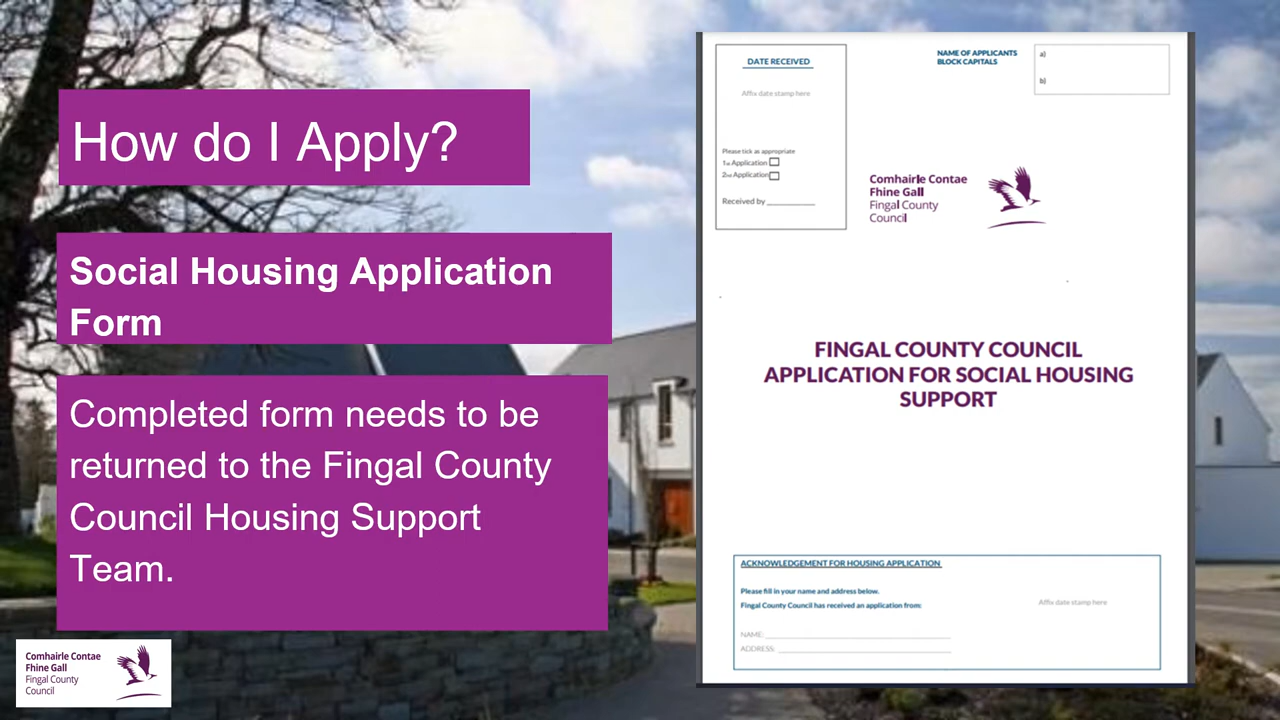 How do I Apply?
Social Housing Application
Form
Completed form needs to be
returned to the Fingal County
Council Housing Support
Team.
Comhairle Contae
Fhine Gall
Fingal County
Council
DATE RECEIVED
Affix date stamp here
Please tick as appropriate
1st Application
2nd Application
Received by
NAME OF APPLICANTS
BLOCK CAPITALS
a)
b)
Comhairle Contae
Fhine Gall
Fingal County
Council
FINGAL COUNTY COUNCIL
APPLICATION FOR SOCIAL HOUSING
SUPPORT
ACKNOWLEDGEMENT FOR HOUSING APPLICATION
Please fill in your name and address below.
Fingal County Council has received an application from:
Affix date stamp here
NAME:
ADDRESS: